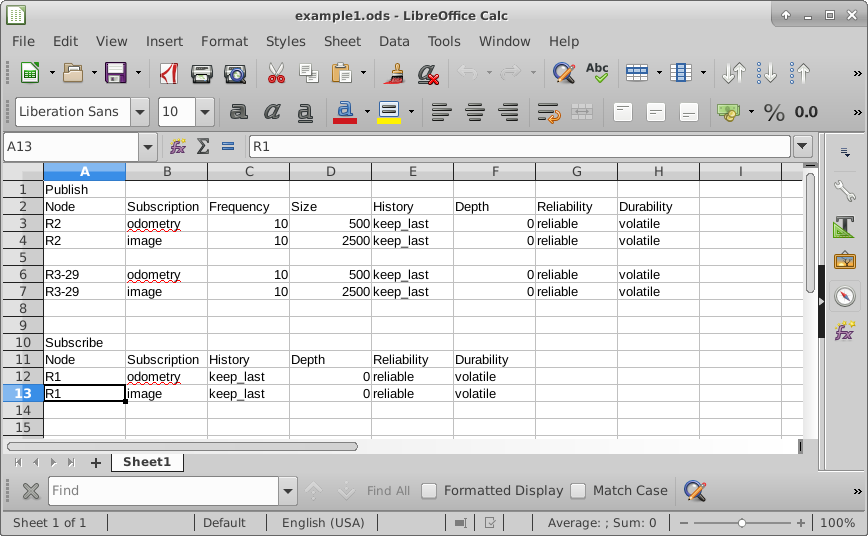 example1.ods - LibreOffice Calc
File Edit View Insert Format Styles Sheet Data Tools Window Help
Abc
Liberation Sans 10 a a a a % 0.0
A13 R1
A B C D E F G H I
1 Publish
2 Node Subscription Frequency Size History Depth Reliability Durability
3 R2 odometry 10 500 keep_last 0 reliable volatile
4 R2 image 10 2500 keep_last 0 reliable volatile
5
6 R3-29 odometry 10 500 keep_last 0 reliable volatile
7 R3-29 image 10 2500 keep_last 0 reliable volatile
8
9
10 Subscribe
11 Node Subscription History Depth Reliability Durability
12 R1 odometry keep_last 0 reliable volatile
13 R1 image keep_last 0 reliable volatile
14
15
Sheet1
Find Find All Formatted Display Match Case
Sheet 1 of 1 Default English (USA) Average: ; Sum: 0 100%